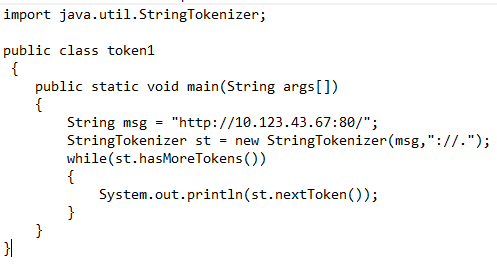 import java.util.StringTokenizer;
public class token1
{
public static void main(String args[])
{
String msg = "http://10.123.43.67:80/";
StringTokenizer st = new StringTokenizer(msg,"://.");
while(st.hasMoreTokens())
{
System.out.println(st.nextToken());
}
}
}